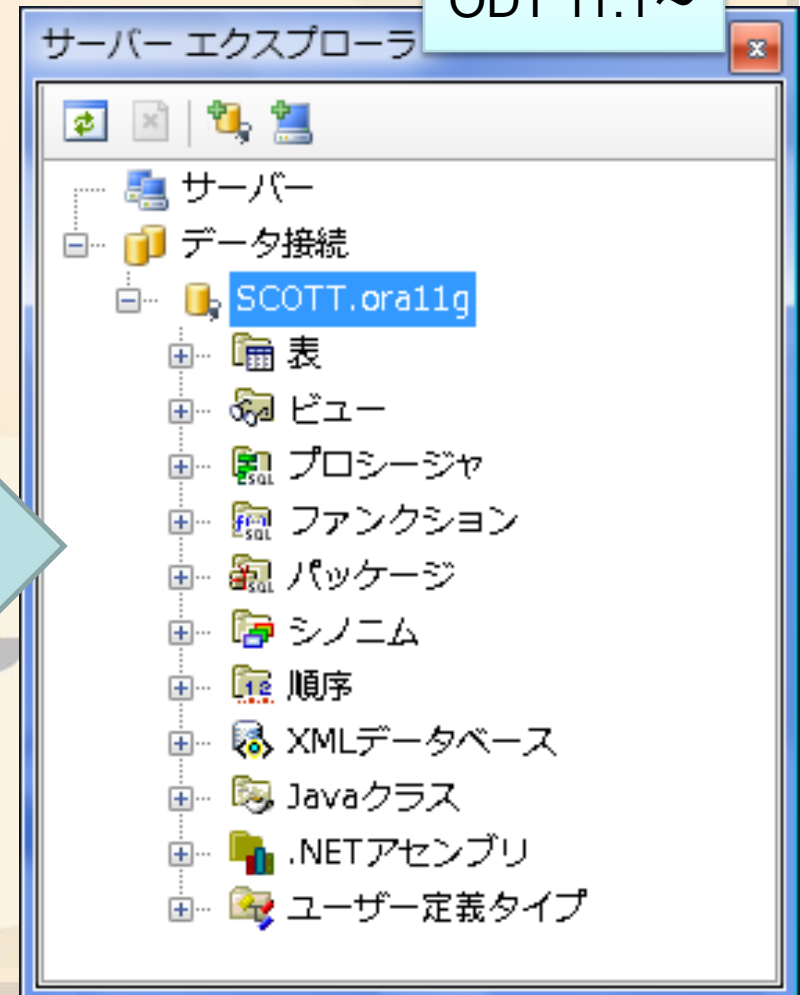 ODT 11.1～
サーバー エクスプローラ
サーバー
データ接続
SCOTT.ora11g
表
ビュー
プロシージャ
ファンクション
パッケージ
シノニム
順序
XMLデータベース
Javaクラス
.NETアセンブリ
ユーザー定義タイプ